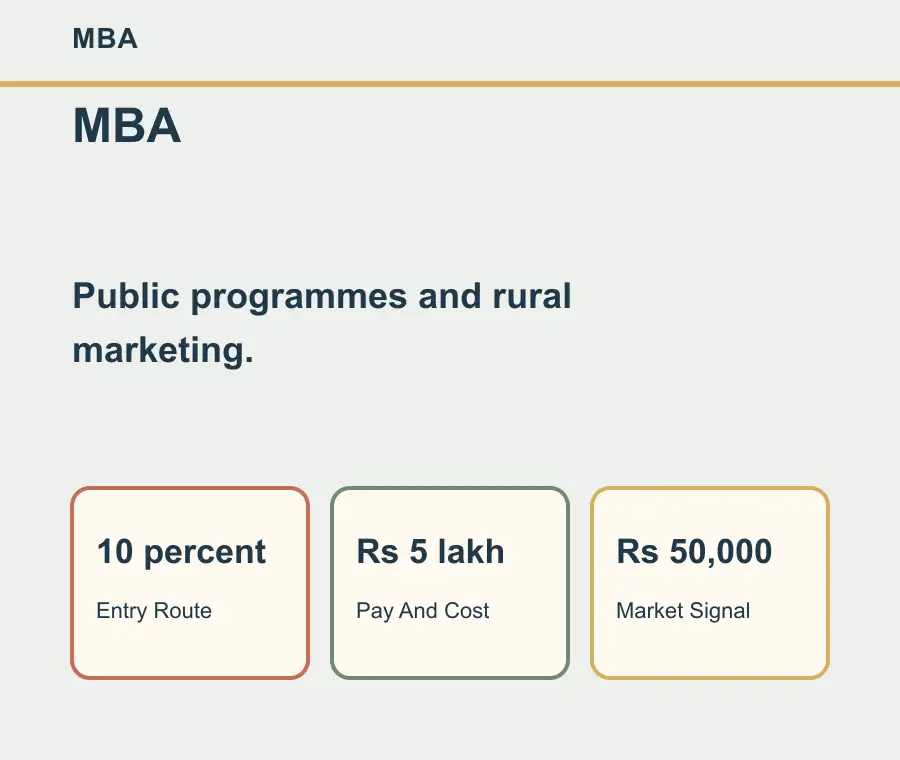 MBA
MBA
Public programmes and rural
marketing.
10 percent
Entry Route
Rs 5 lakh
Pay And Cost
Rs 50,000
Market Signal